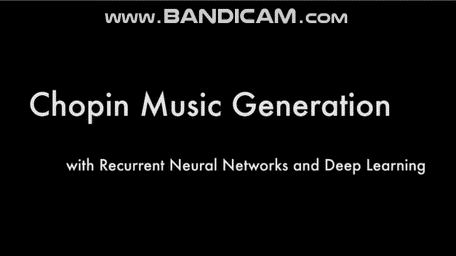 www.BANDICAM.com
Chopin Music Generation
with Recurrent Neural Networks and Deep Learning